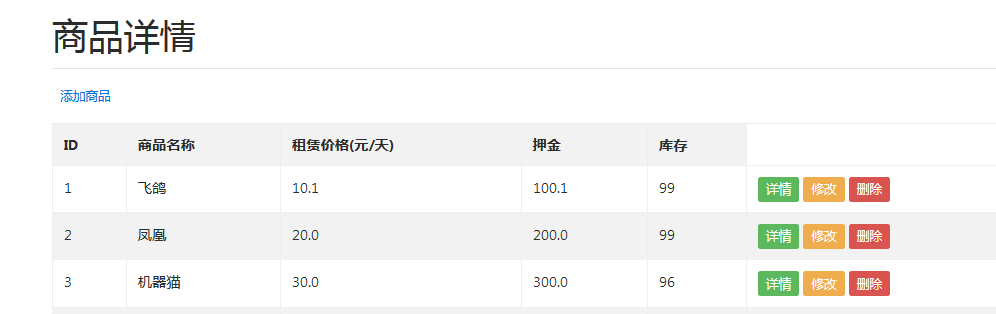 商品详情
添加商品
ID 商品名称 租赁价格(元/天) 押金 库存
1 飞鸽 10.1 100.1 99 详情 修改 删除
2 凤凰 20.0 200.0 99 详情 修改 删除
3 机器猫 30.0 300.0 96 详情 修改 删除